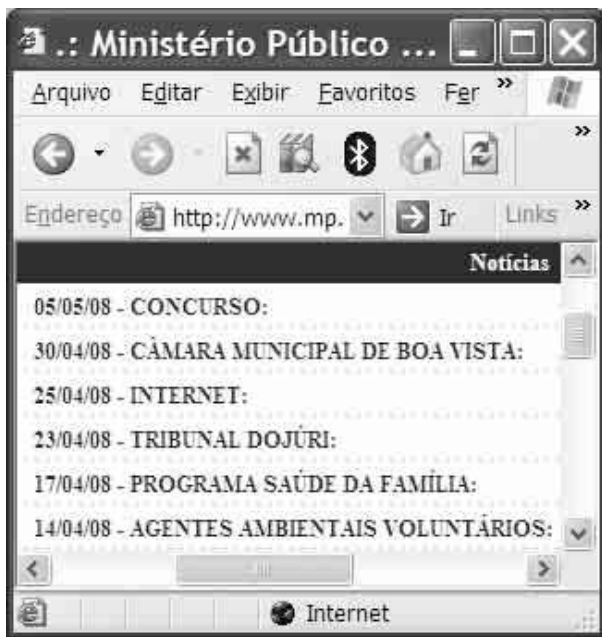 .: Ministério Público ...
Arquivo Editar Exibir Favoritos Fer »
»
Endereço http://www.mp. Ir Links »
Notícias
05/05/08 - CONCURSO:
30/04/08 - CÂMARA MUNICIPAL DE BOA VISTA:
25/04/08 - INTERNET:
23/04/08 - TRIBUNAL DOJÚRI:
17/04/08 - PROGRAMA SAÚDE DA FAMÍLIA:
14/04/08 - AGENTES AMBIENTAIS VOLUNTÁRIOS:
Internet